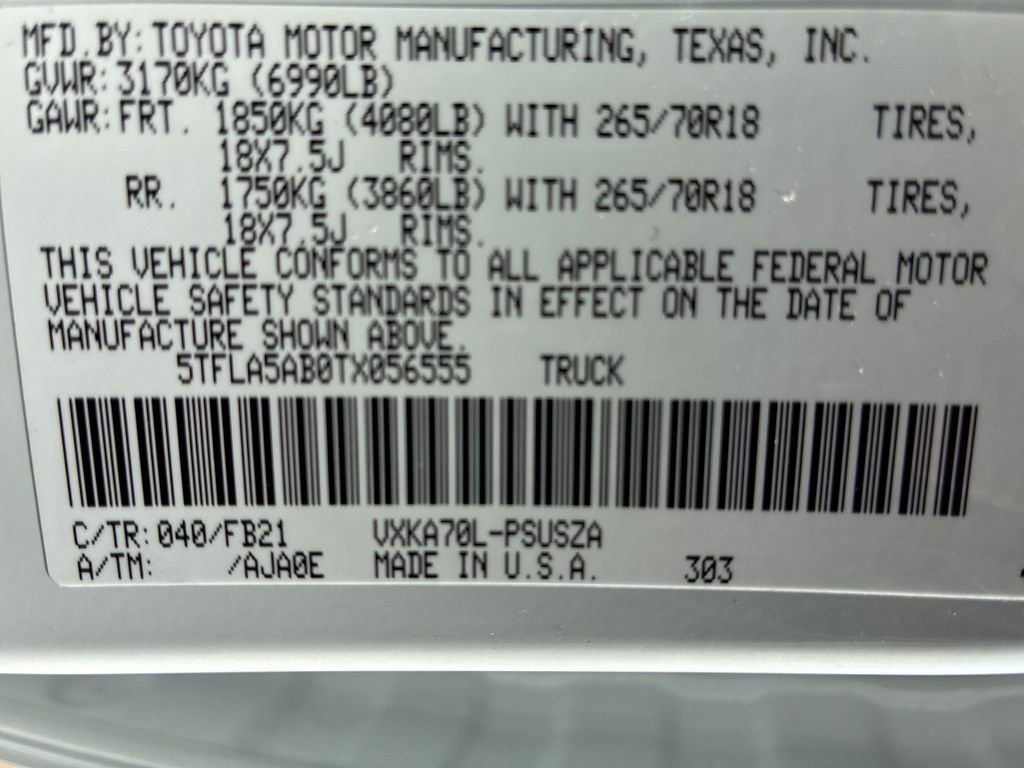 MFD.BY: TOYOTA MOTOR MANUFACTURING, TEXAS, INC.
GVWR: 3170KG (6990LB)
GAWR: FRT. 1850KG (4080LB) WITH 265/70R18 TIRES,
18X7.5J RIMS.
RR. 1750KG (3860LB) WITH 265/70R18 TIRES,
18X7.5J RIMS.
THIS VEHICLE CONFORMS TO ALL APPLICABLE FEDERAL MOTOR
VEHICLE SAFETY STANDARDS IN EFFECT ON THE DATE OF
MANUFACTURE SHOWN ABOVE.
5TFLA5AB0TX056555 TRUCK
C/TR: 040/FB21 VXKA70L-PSUSZA
A/TM: /AJA0E MADE IN U.S.A. 303